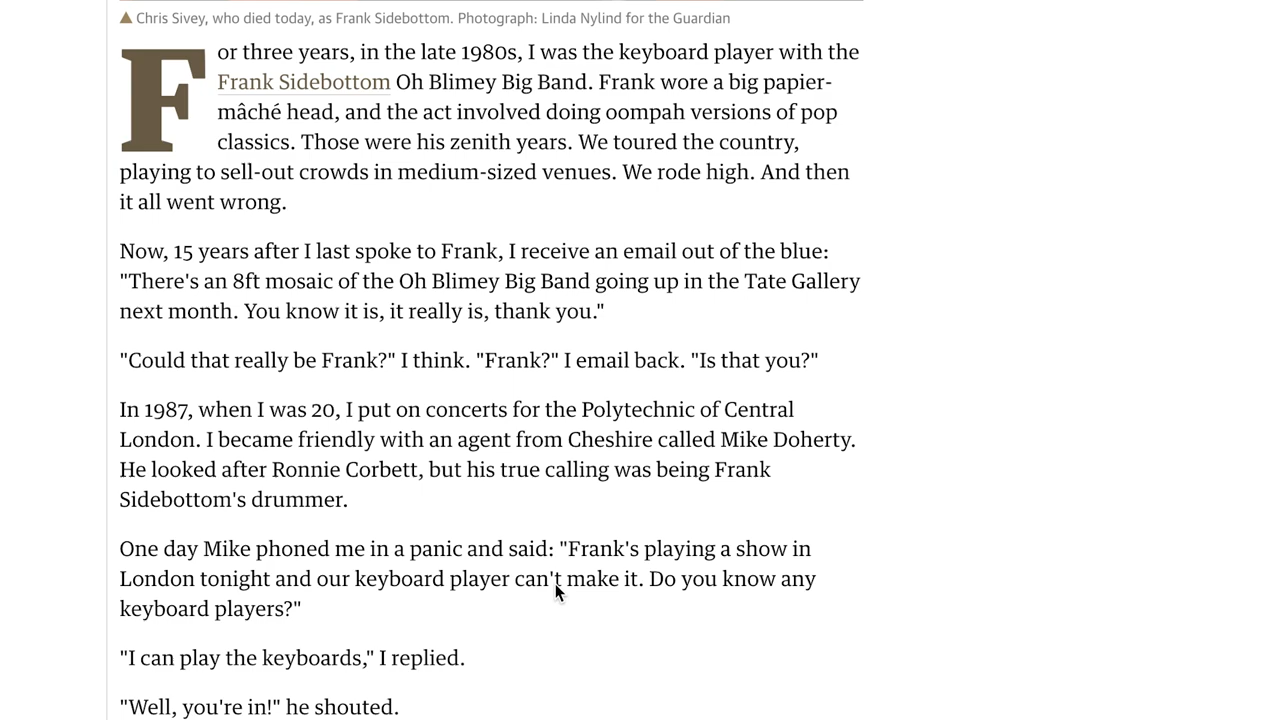 Chris Sivey, who died today, as Frank Sidebottom. Photograph: Linda Nylind for the Guardian
For three years, in the late 1980s, I was the keyboard player with the
Frank Sidebottom Oh Blimey Big Band. Frank wore a big papier-
mâché head, and the act involved doing oompah versions of pop
classics. Those were his zenith years. We toured the country,
playing to sell-out crowds in medium-sized venues. We rode high. And then
it all went wrong.
Now, 15 years after I last spoke to Frank, I receive an email out of the blue:
"There's an 8ft mosaic of the Oh Blimey Big Band going up in the Tate Gallery
next month. You know it is, it really is, thank you."
"Could that really be Frank?" I think. "Frank?" I email back. "Is that you?"
In 1987, when I was 20, I put on concerts for the Polytechnic of Central
London. I became friendly with an agent from Cheshire called Mike Doherty.
He looked after Ronnie Corbett, but his true calling was being Frank
Sidebottom's drummer.
One day Mike phoned me in a panic and said: "Frank's playing a show in
London tonight and our keyboard player can't make it. Do you know any
keyboard players?"
"I can play the keyboards," I replied.
"Well, you're in!" he shouted.